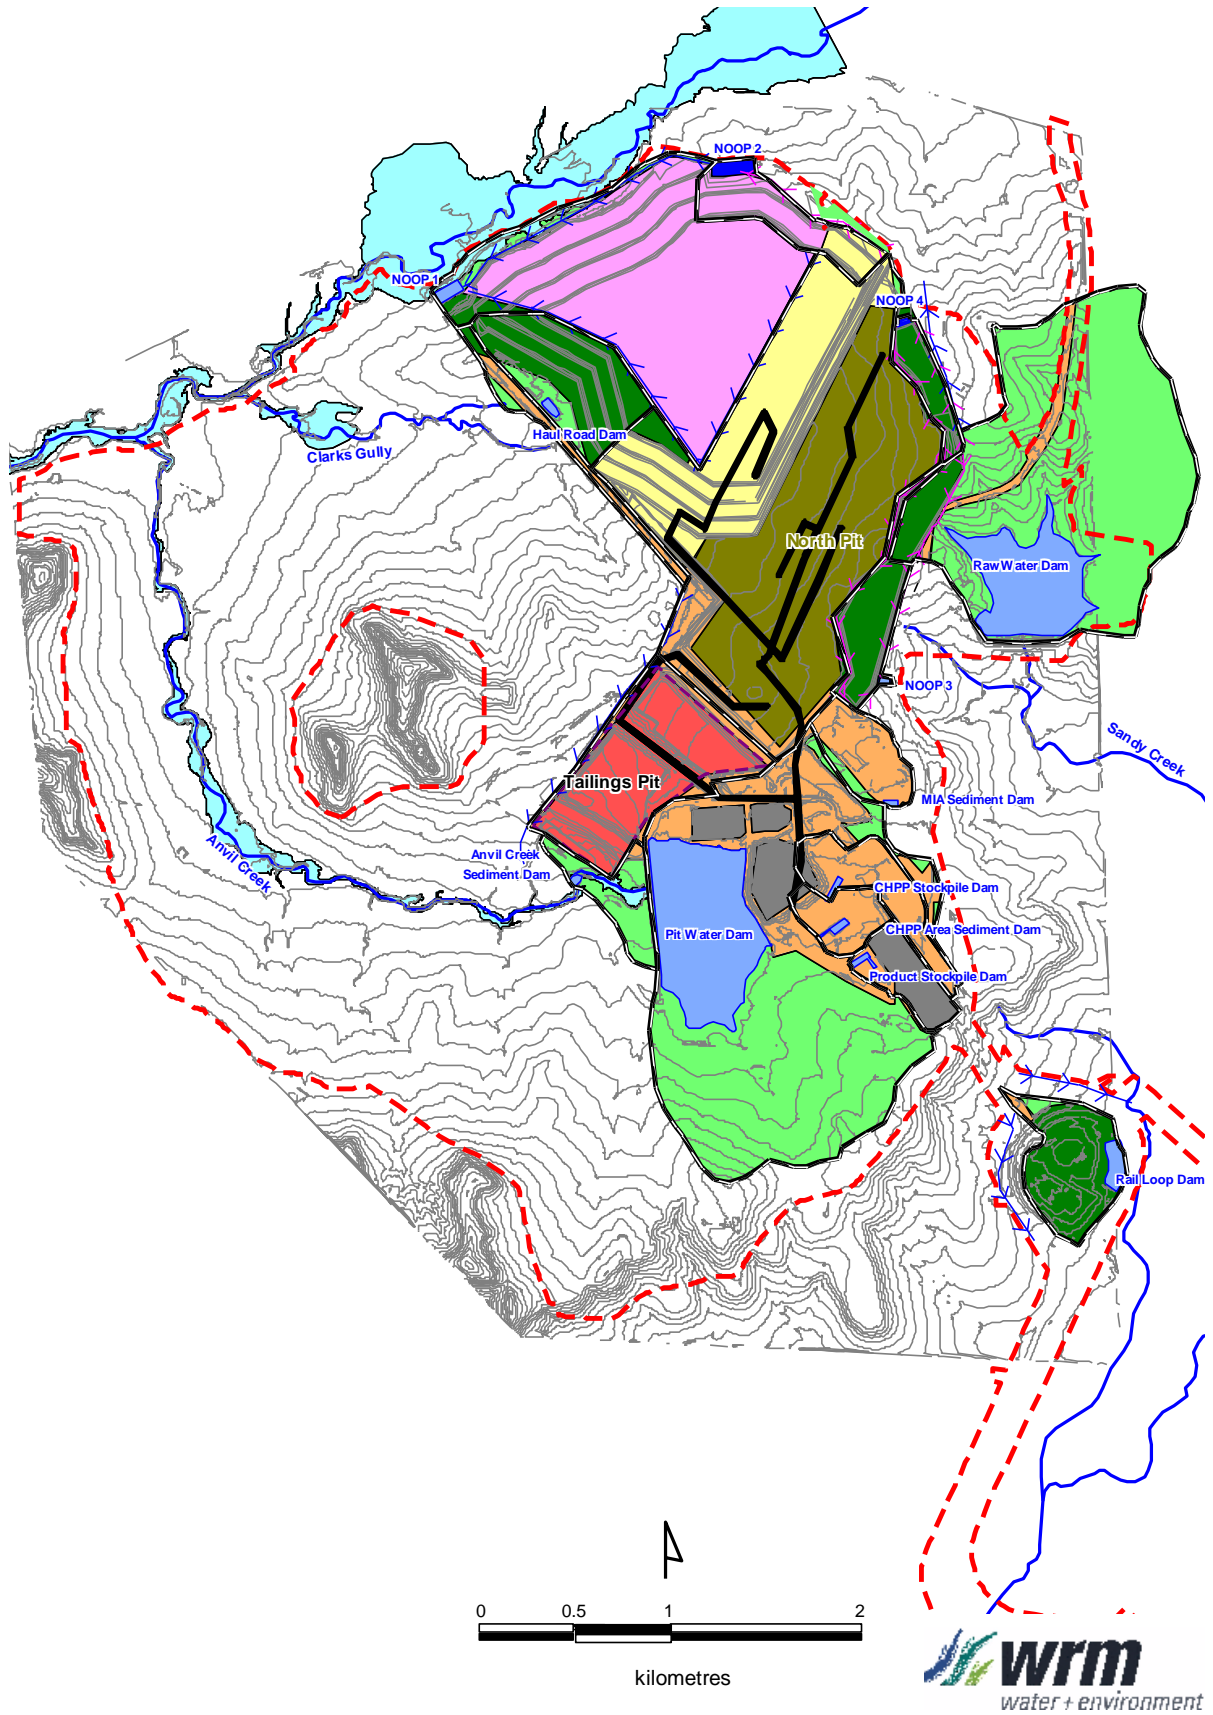 NOOP 2
NOOP 1
NOOP 4
Haul Road Dam
Clarks Gully
North Pit
Raw Water Dam
NOOP 3
Sandy Creek
Tailings Pit
MIA Sediment Dam
Anvil Creek
Anvil Creek
Sediment Dam
CHPP Stockpile Dam
Pit Water Dam
CHPP Area Sediment Dam
Product Stockpile Dam
Rail Loop Dam
0 0.5 1 2
kilometres
wrm
water + environment